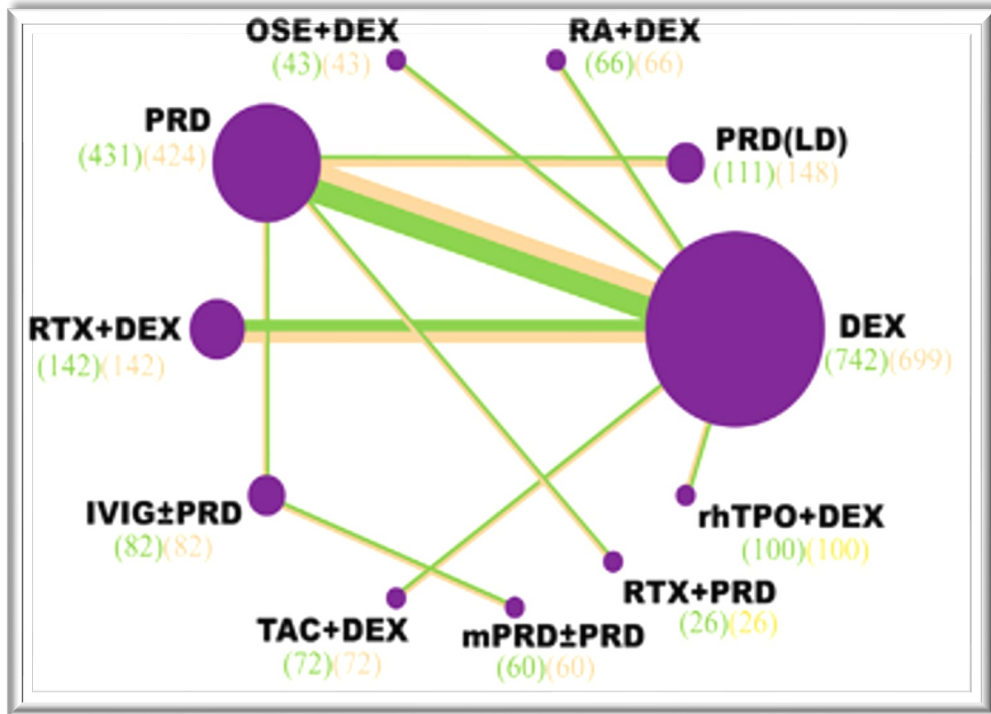 OSE+DEX
(43)(43)
RA+DEX
(66)(66)
PRD
(431)(424)
PRD(LD)
(111)(148)
RTX+DEX
(142)(142)
DEX
(742)(699)
IVIG±PRD
(82)(82)
rhTPO+DEX
(100)(100)
RTX+PRD
(26)(26)
TAC+DEX
(72)(72)
mPRD±PRD
(60)(60)